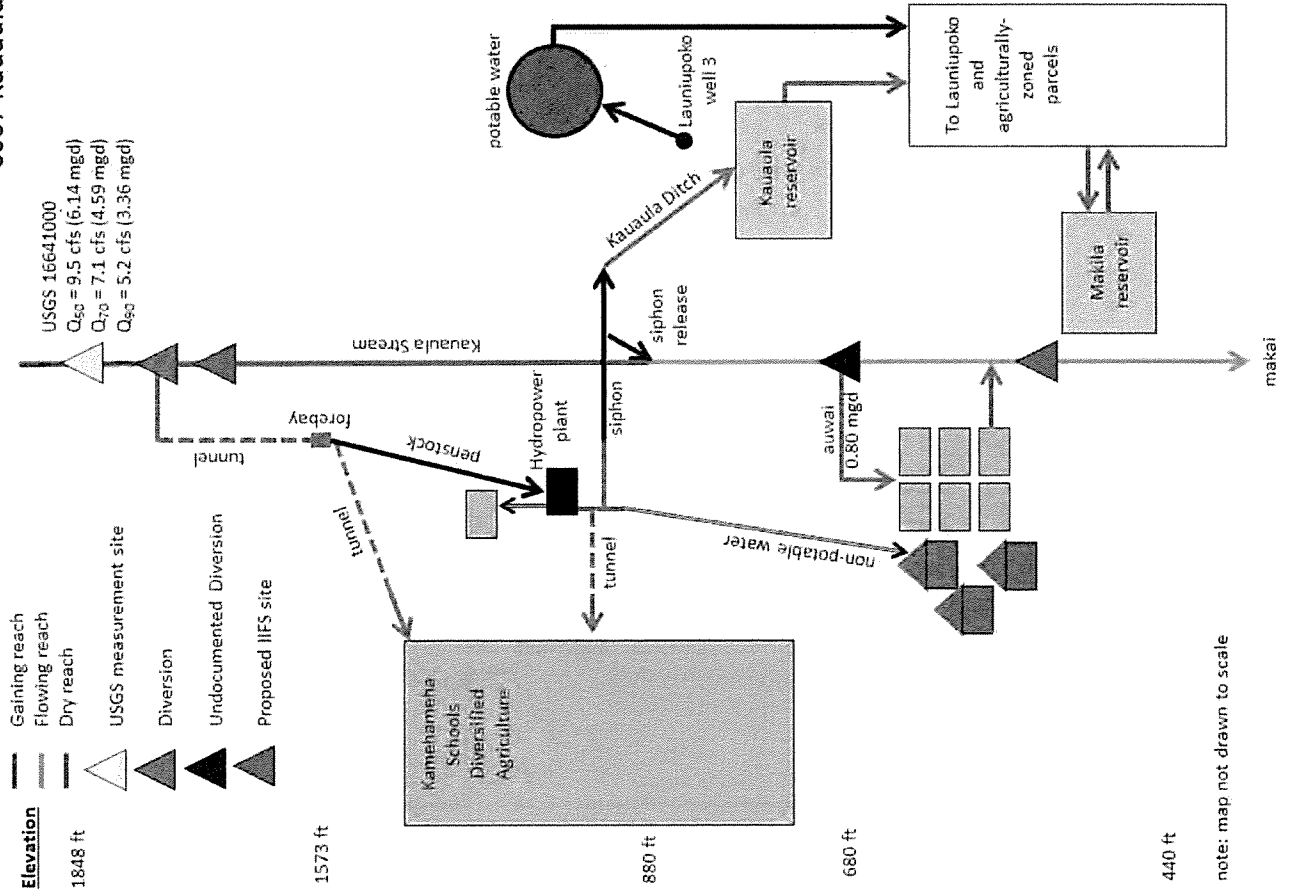 USGS 16641000
Q50 = 9.5 cfs (6.14 mgd)
Q70 = 7.1 cfs (4.59 mgd)
Q90 = 5.2 cfs (3.36 mgd)
Gaining reach
Flowing reach
Dry reach
USGS measurement site
Diversion
Undocumented Diversion
Proposed IIFS site
Elevation
1848 ft
1573 ft
880 ft
680 ft
440 ft
note: map not drawn to scale
Kauaula Stream
tunnel
forebay
penstock
tunnel
Hydropower
plant
siphon
siphon
release
tunnel
non-potable water
Kamehameha
Schools
Diversified
Agriculture
auwai
0.80 mgd
makai
Kauaula Ditch
Kauaula
reservoir
Makila
reservoir
potable water
Launiupoko
well 3
To Launiupoko
and
agriculturally-
zoned
parcels